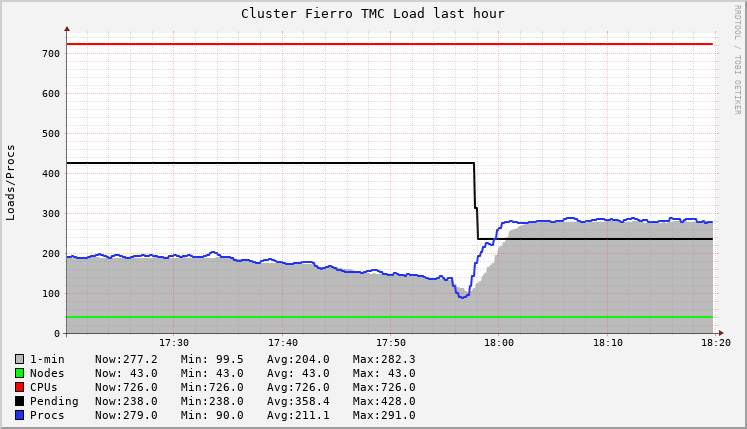 Cluster Fierro TMC Load last hour
RRDTOOL / TOBI OETIKER
Loads/Procs
700
600
500
400
300
200
100
0
17:30 17:40 17:50 18:00 18:10 18:20
1-min Now:277.2 Min: 99.5 Avg:204.0 Max:282.3
Nodes Now: 43.0 Min: 43.0 Avg: 43.0 Max: 43.0
CPUs Now:726.0 Min:726.0 Avg:726.0 Max:726.0
Pending Now:238.0 Min:238.0 Avg:358.4 Max:428.0
Procs Now:279.0 Min: 90.0 Avg:211.1 Max:291.0